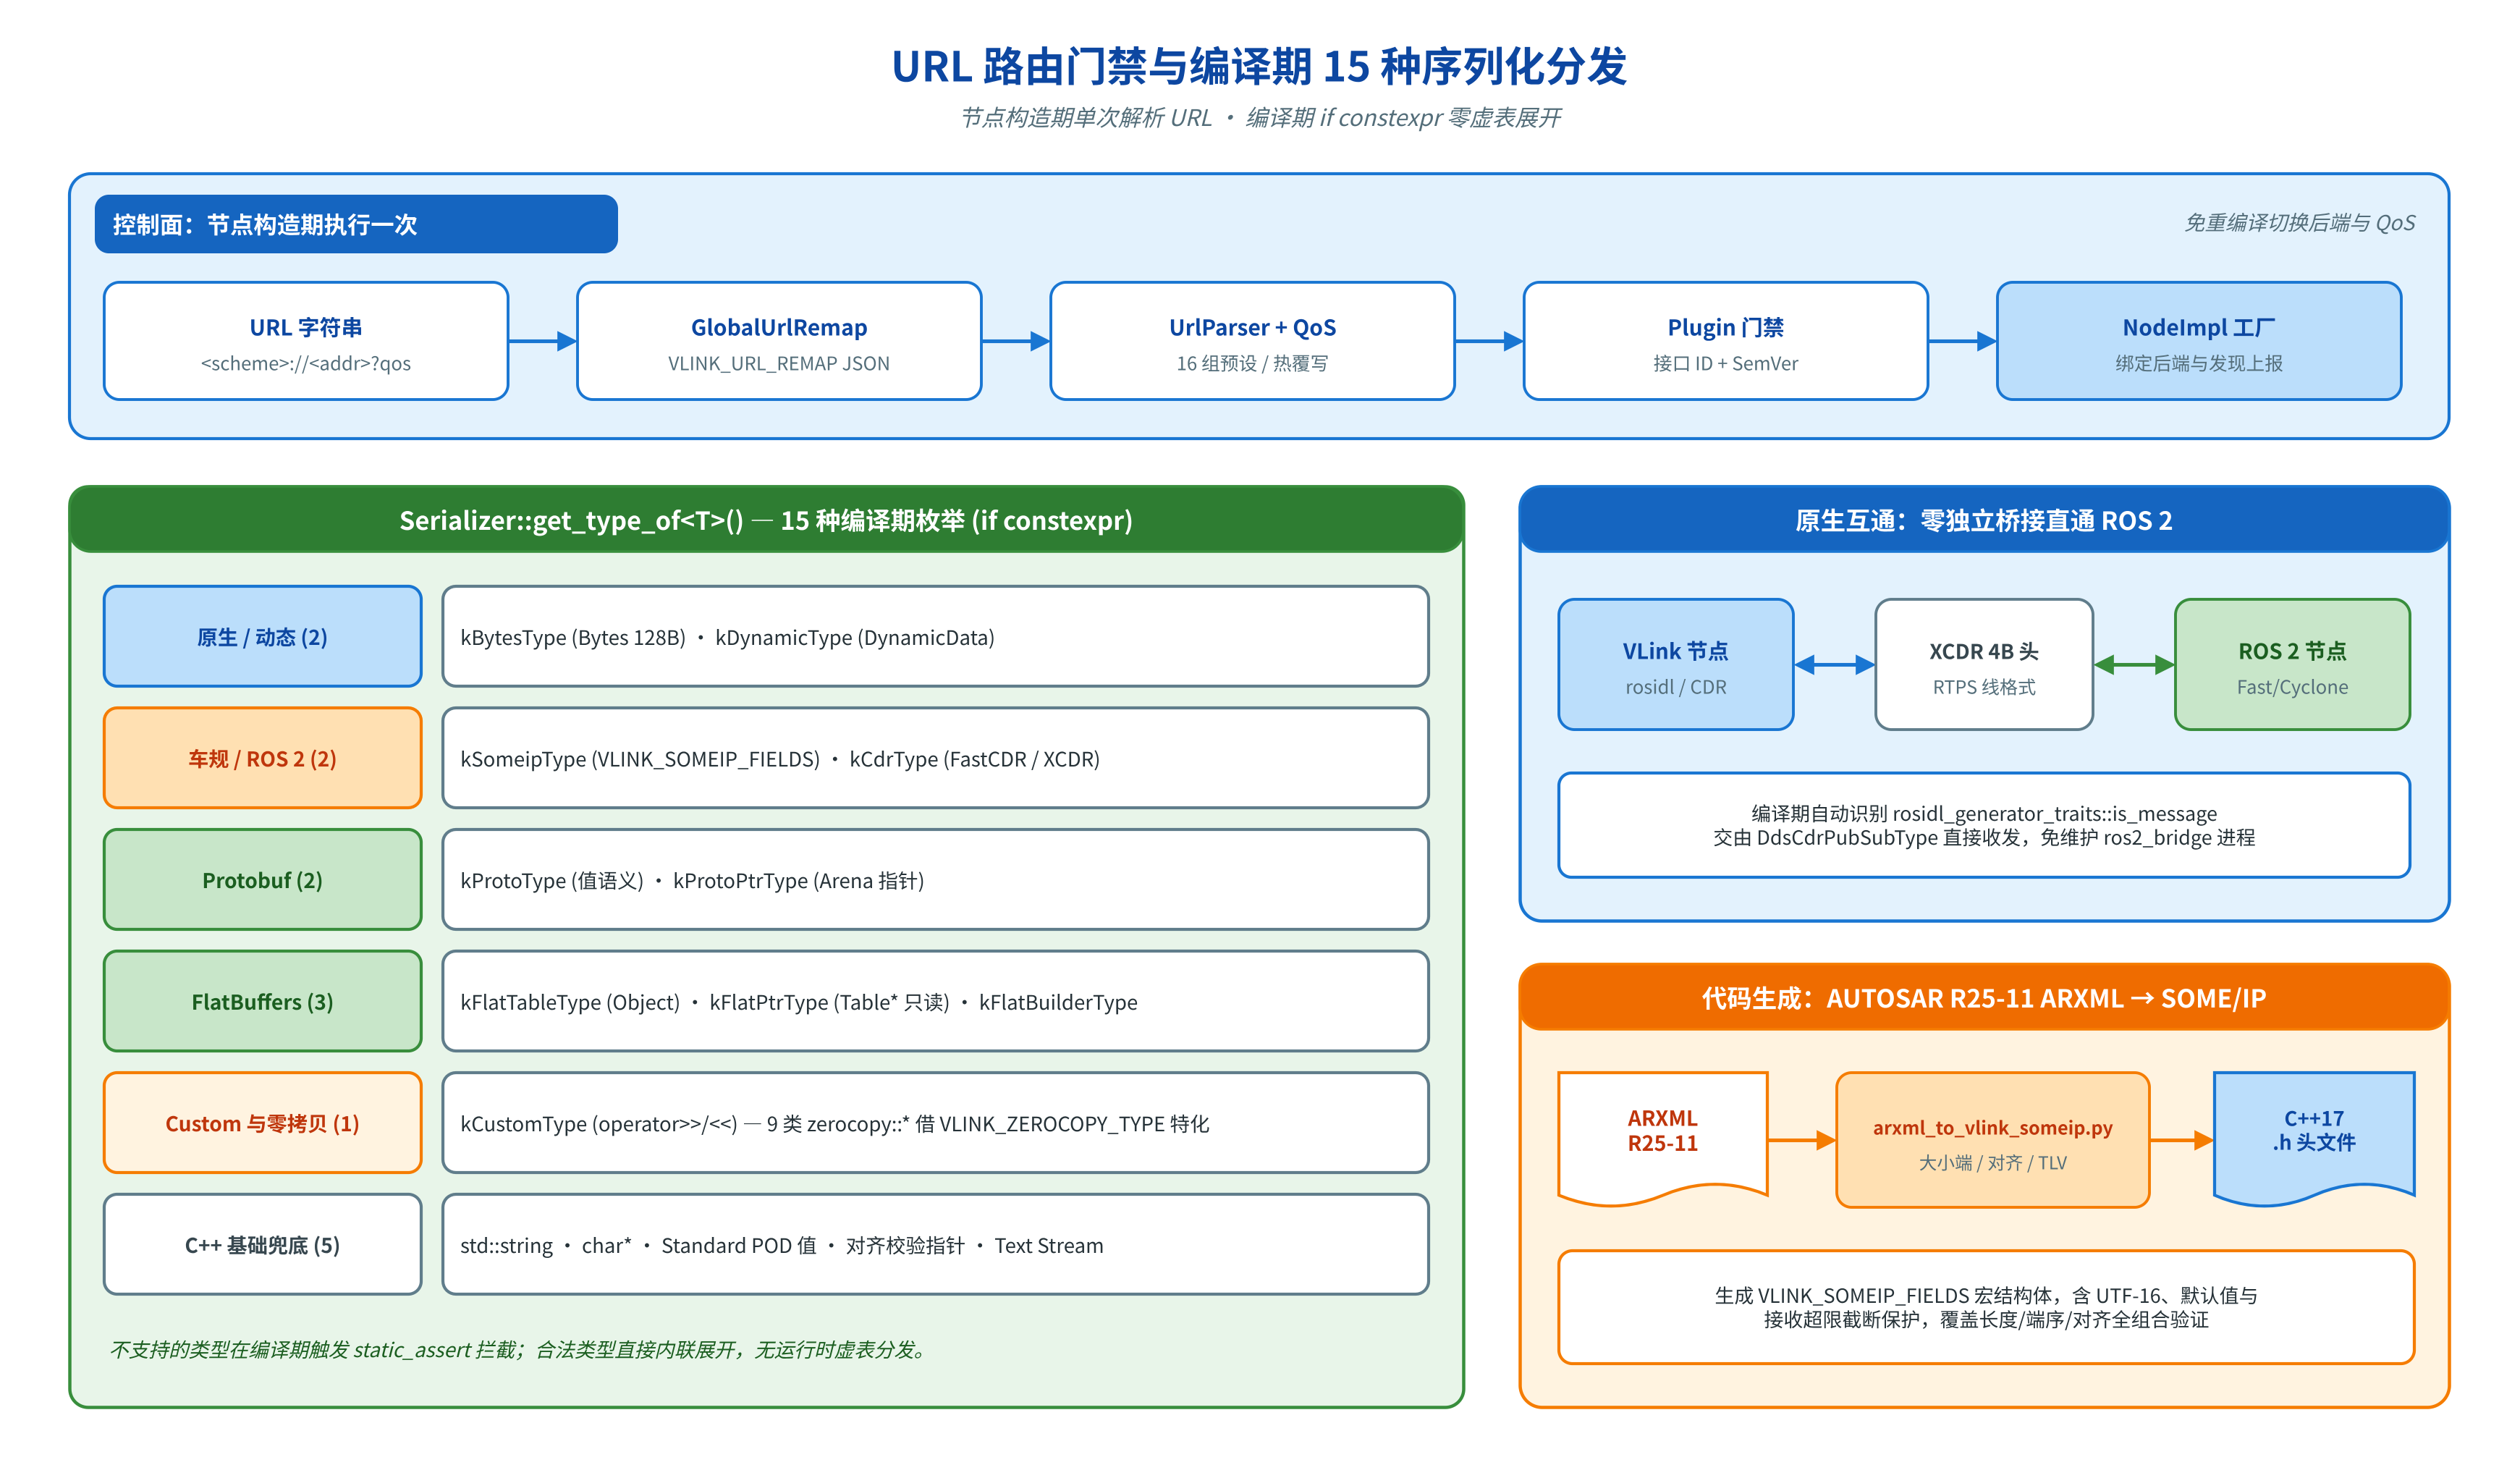 URL 路由门禁与编译期 15 种序列化分发
节点构造期单次解析 URL • 编译期 if constexpr 零虚表展开
控制面：节点构造期执行一次
免重编译切换后端与 QoS
URL 字符串
<scheme>://<addr>?qos
GlobalUrlRemap
VLINK_URL_REMAP JSON
UrlParser + QoS
16 组预设 / 热覆写
Plugin 门禁
接口 ID + SemVer
NodeImpl 工厂
绑定后端与发现上报
Serializer::get_type_of<T>() — 15 种编译期枚举 (if constexpr)
原生 / 动态 (2)
kBytesType (Bytes 128B) • kDynamicType (DynamicData)
车规 / ROS 2 (2)
kSomeipType (VLINK_SOMEIP_FIELDS) • kCdrType (FastCDR / XCDR)
Protobuf (2)
kProtoType (值语义) • kProtoPtrType (Arena 指针)
FlatBuffers (3)
kFlatTableType (Object) • kFlatPtrType (Table* 只读) • kFlatBuilderType
Custom 与零拷贝 (1)
kCustomType (operator>>/<<) — 9 类 zerocopy::* 借 VLINK_ZEROCOPY_TYPE 特化
C++ 基础兜底 (5)
std::string • char* • Standard POD 值 • 对齐校验指针 • Text Stream
不支持的类型在编译期触发 static_assert 拦截；合法类型直接内联展开，无运行时虚表分发。
原生互通：零独立桥接直通 ROS 2
VLink 节点
rosidl / CDR
XCDR 4B 头
RTPS 线格式
ROS 2 节点
Fast/Cyclone
编译期自动识别 rosidl_generator_traits::is_message
交由 DdsCdrPubSubType 直接收发，免维护 ros2_bridge 进程
代码生成：AUTOSAR R25-11 ARXML → SOME/IP
ARXML
R25-11
arxml_to_vlink_someip.py
大小端 / 对齐 / TLV
C++17
.h 头文件
生成 VLINK_SOMEIP_FIELDS 宏结构体，含 UTF-16、默认值与
接收超限截断保护，覆盖长度/端序/对齐全组合验证